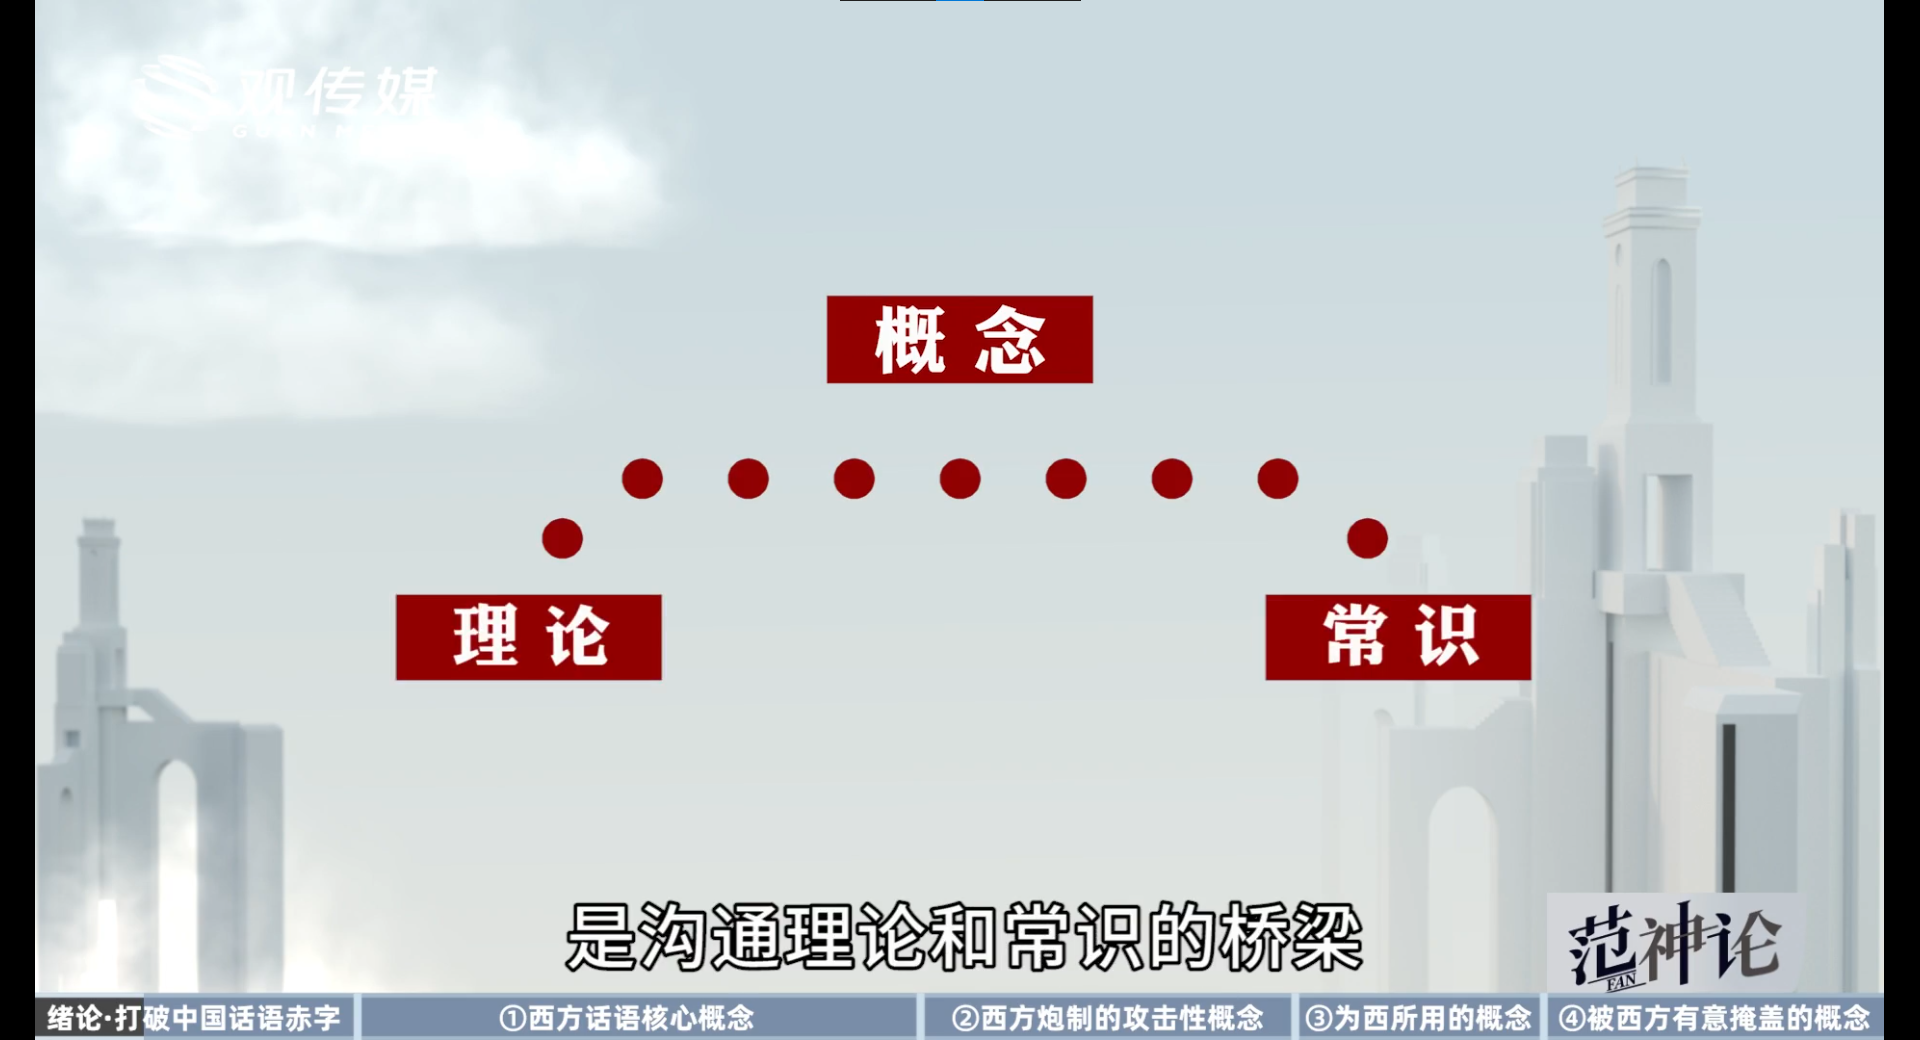 观传媒
概念
理论
常识
是沟通理论和常识的桥梁
范神论
FAN
绪论·打破中国话语赤字
①西方话语核心概念
②西方炮制的攻击性概念
③为西所用的概念
④被西方有意掩盖的概念